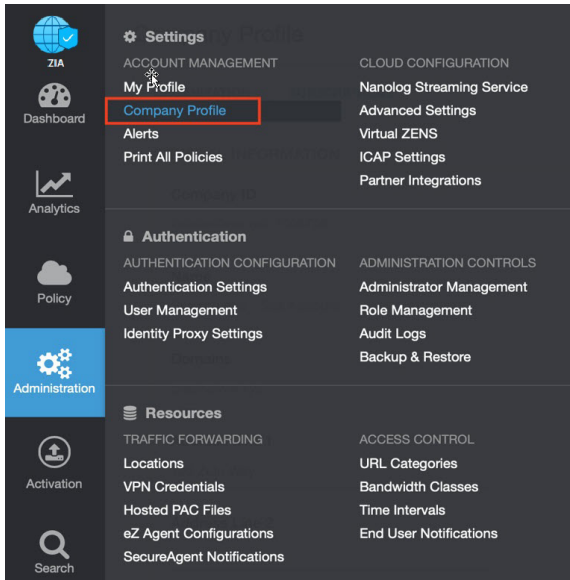 ZIA
Dashboard
Analytics
Policy
Administration
Activation
Search
Settings
ACCOUNT MANAGEMENT
My Profile
Company Profile
Alerts
Print All Policies
CLOUD CONFIGURATION
Nanolog Streaming Service
Advanced Settings
Virtual ZENS
ICAP Settings
Partner Integrations
Authentication
AUTHENTICATION CONFIGURATION
Authentication Settings
User Management
Identity Proxy Settings
ADMINISTRATION CONTROLS
Administrator Management
Role Management
Audit Logs
Backup & Restore
Resources
TRAFFIC FORWARDING
Locations
VPN Credentials
Hosted PAC Files
eZ Agent Configurations
SecureAgent Notifications
ACCESS CONTROL
URL Categories
Bandwidth Classes
Time Intervals
End User Notifications